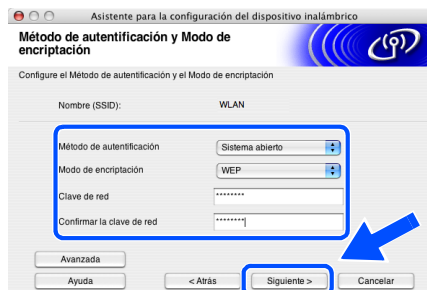 Asistente para la configuración del dispositivo inalámbrico
Método de autentificación y Modo de
encriptación
Configure el Método de autentificación y el Modo de encriptación
Nombre (SSID): WLAN
Método de autentificación Sistema abierto
Modo de encriptación WEP
Clave de red ********
Confirmar la clave de red ********
Avanzada
Ayuda < Atrás Siguiente > Cancelar